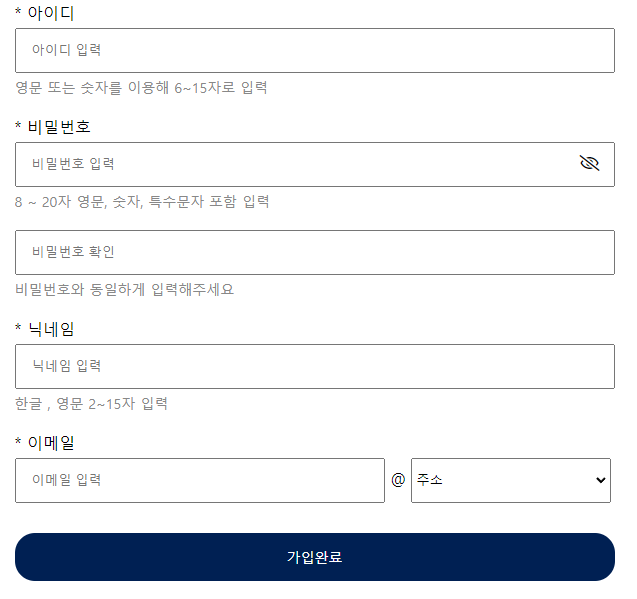 * 아이디
아이디 입력
영문 또는 숫자를 이용해 6~15자로 입력
* 비밀번호
비밀번호 입력
8 ~ 20자 영문, 숫자, 특수문자 포함 입력
비밀번호 확인
비밀번호와 동일하게 입력해주세요
* 닉네임
닉네임 입력
한글 , 영문 2~15자 입력
* 이메일
이메일 입력 @ 주소
가입완료